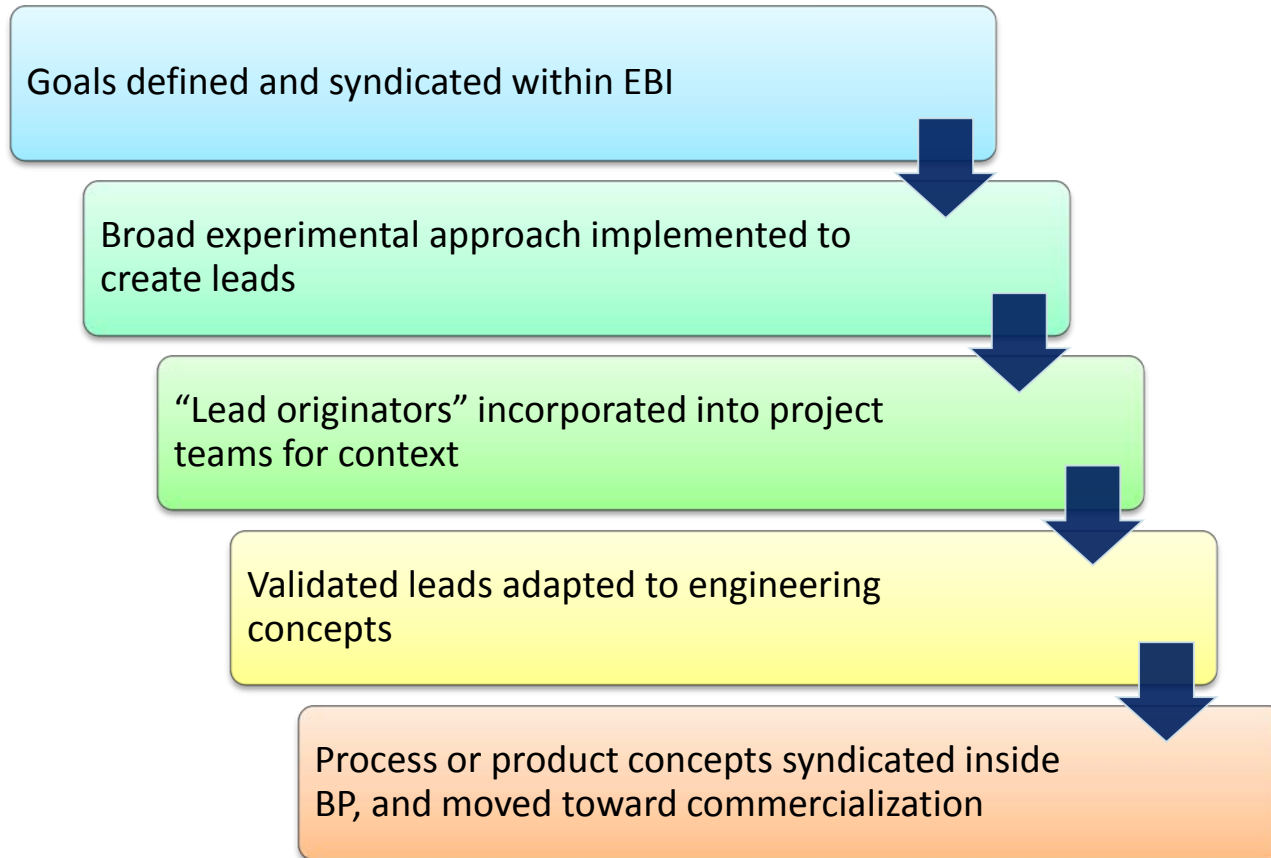 Goals defined and syndicated within EBI
Broad experimental approach implemented to
create leads
“Lead originators” incorporated into project
teams for context
Validated leads adapted to engineering
concepts
Process or product concepts syndicated inside
BP, and moved toward commercialization